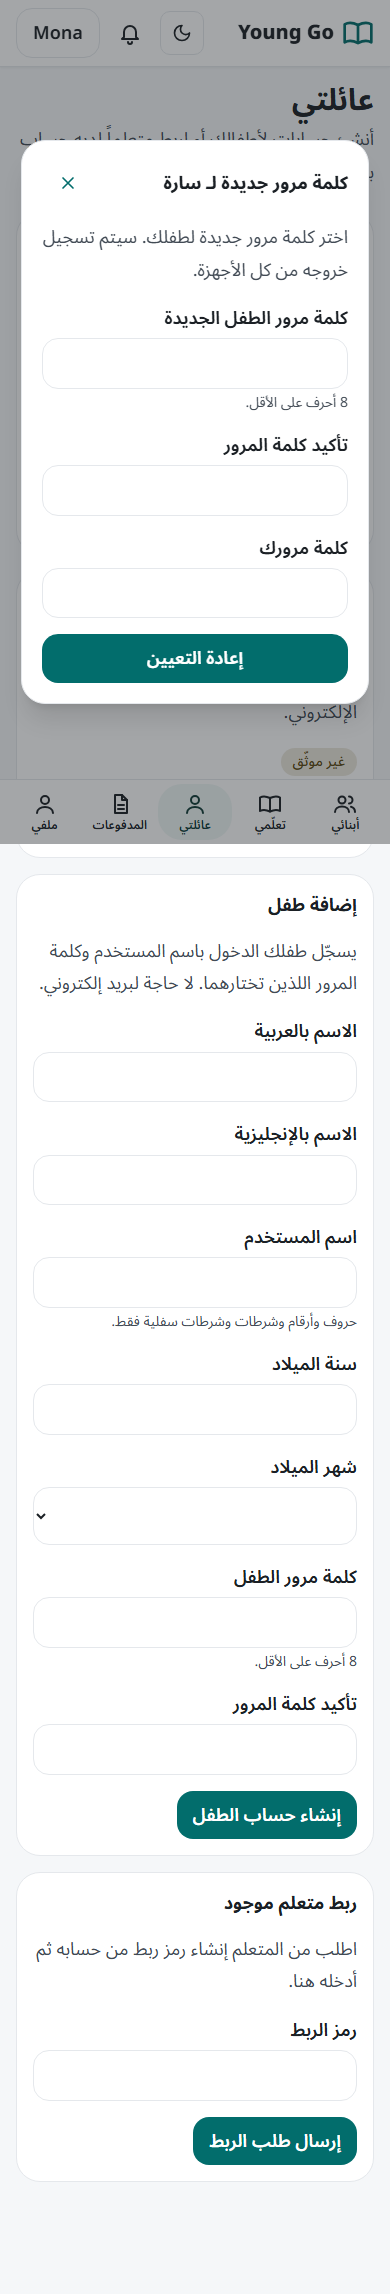 Young Go
Mona
عائلتي
كلمة مرور جديدة لـ سارة
اختر كلمة مرور جديدة لطفلك. سيتم تسجيل
خروجه من كل الأجهزة.
كلمة مرور الطفل الجديدة
8 أحرف على الأقل.
تأكيد كلمة المرور
كلمة مرورك
إعادة التعيين
الإلكتروني.
غير موثّق
أبنائي
تعلّمي
عائلتي
المدفوعات
ملفي
إضافة طفل
يسجّل طفلك الدخول باسم المستخدم وكلمة
المرور اللذين تختارهما. لا حاجة لبريد إلكتروني.
الاسم بالعربية
الاسم بالإنجليزية
اسم المستخدم
حروف وأرقام وشرطات وشرطات سفلية فقط.
سنة الميلاد
شهر الميلاد
كلمة مرور الطفل
8 أحرف على الأقل.
تأكيد كلمة المرور
إنشاء حساب الطفل
ربط متعلم موجود
اطلب من المتعلم إنشاء رمز ربط من حسابه ثم
أدخله هنا.
رمز الربط
إرسال طلب الربط